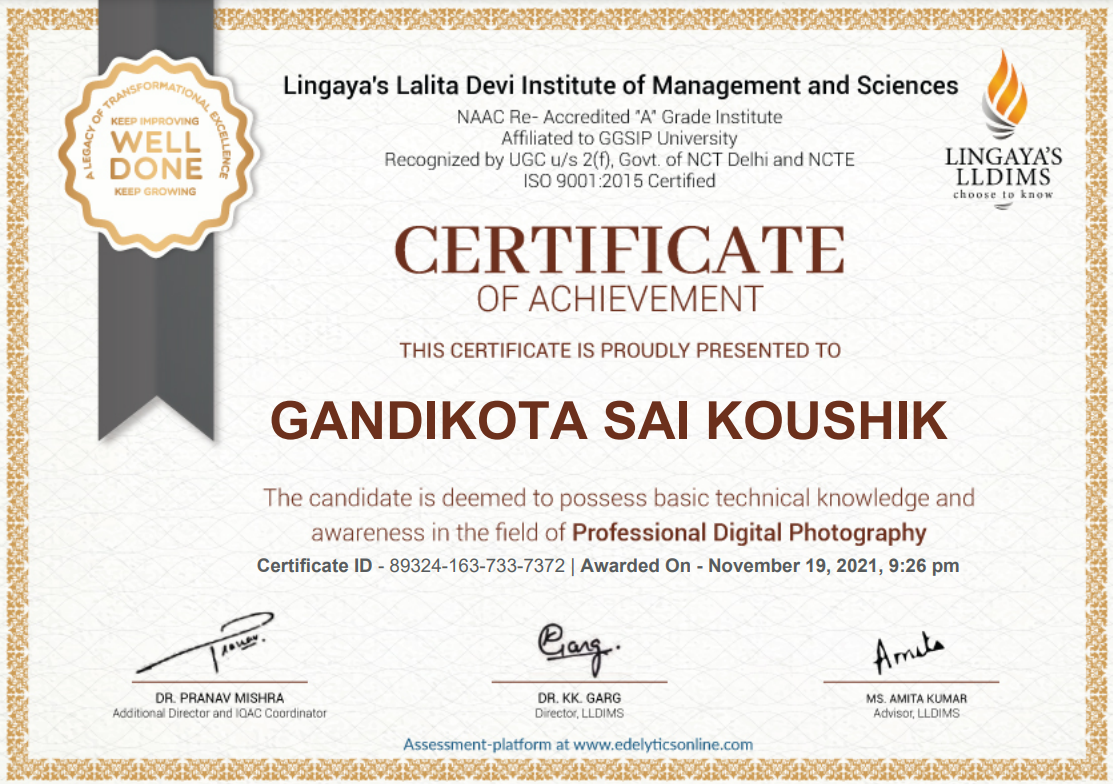 A LEGACY OF TRANSFORMATIONAL EXCELLENCE
KEEP IMPROVING
WELL
DONE
KEEP GROWING
Lingaya's Lalita Devi Institute of Management and Sciences
NAAC Re- Accredited "A" Grade Institute
Affiliated to GGSIP University
Recognized by UGC u/s 2(f), Govt. of NCT Delhi and NCTE
ISO 9001:2015 Certified
LINGAYA'S
LLDIMS
choose to know
CERTIFICATE
OF ACHIEVEMENT
THIS CERTIFICATE IS PROUDLY PRESENTED TO
GANDIKOTA SAI KOUSHIK
The candidate is deemed to possess basic technical knowledge and
awareness in the field of Professional Digital Photography
Certificate ID - 89324-163-733-7372 | Awarded On - November 19, 2021, 9:26 pm
Pranav.
KGarg.
Amita
DR. PRANAV MISHRA
Additional Director and IQAC Coordinator
DR. KK. GARG
Director, LLDIMS
MS. AMITA KUMAR
Advisor, LLDIMS
Assessment-platform at www.edelyticsonline.com